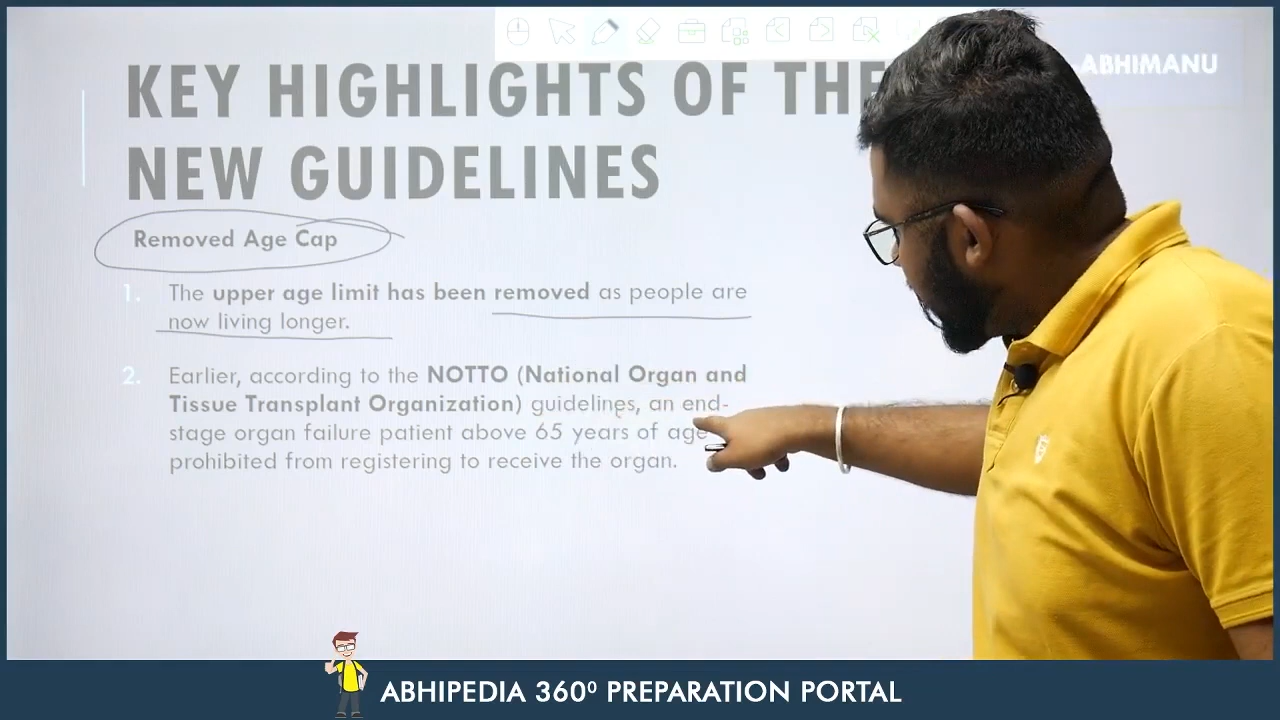 ABHIMANU
KEY HIGHLIGHTS OF THE
NEW GUIDELINES
Removed Age Cap
1. The upper age limit has been removed as people are
now living longer.
2. Earlier, according to the NOTTO (National Organ and
Tissue Transplant Organization) guidelines, an end-
stage organ failure patient above 65 years of age
prohibited from registering to receive the organ.
ABHIPEDIA 360⁰ PREPARATION PORTAL